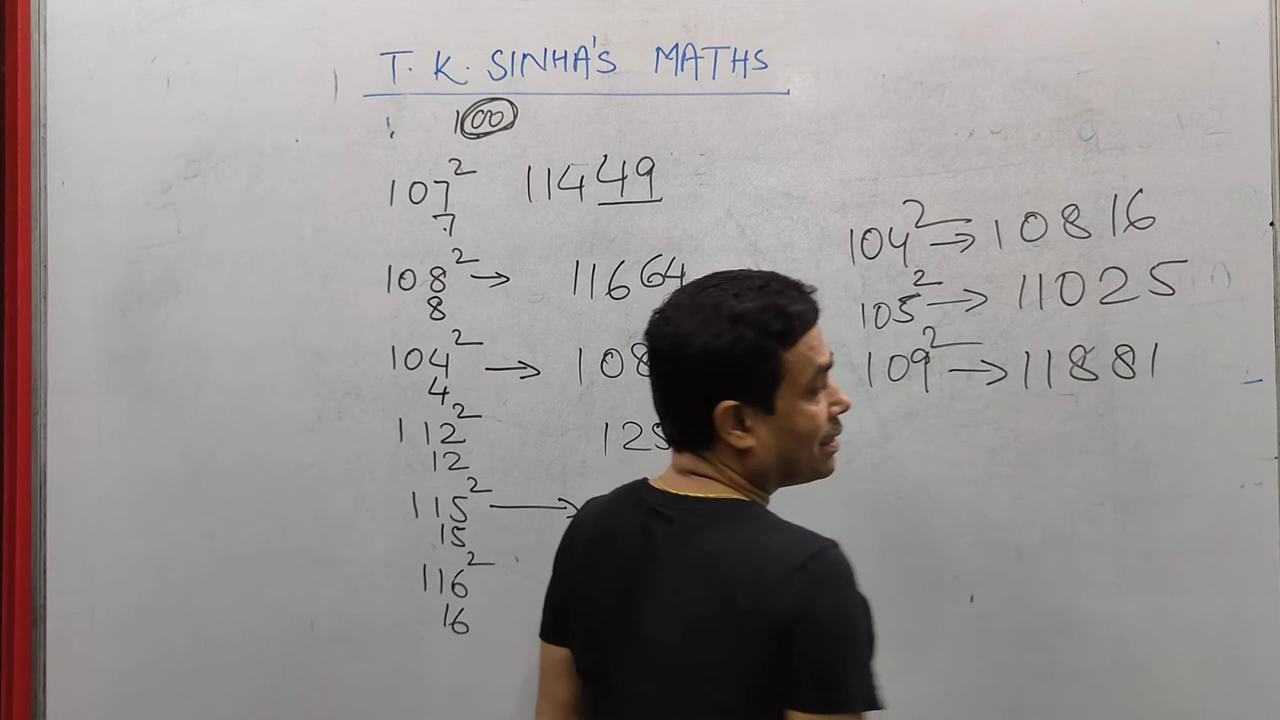 T. K. SINHA'S MATHS
100
107² 11449
7
108² → 11664
8
104² → 108
4
112² 125
12
115² →
15
116²
16
104² → 10816
105² → 11025
109² → 11881